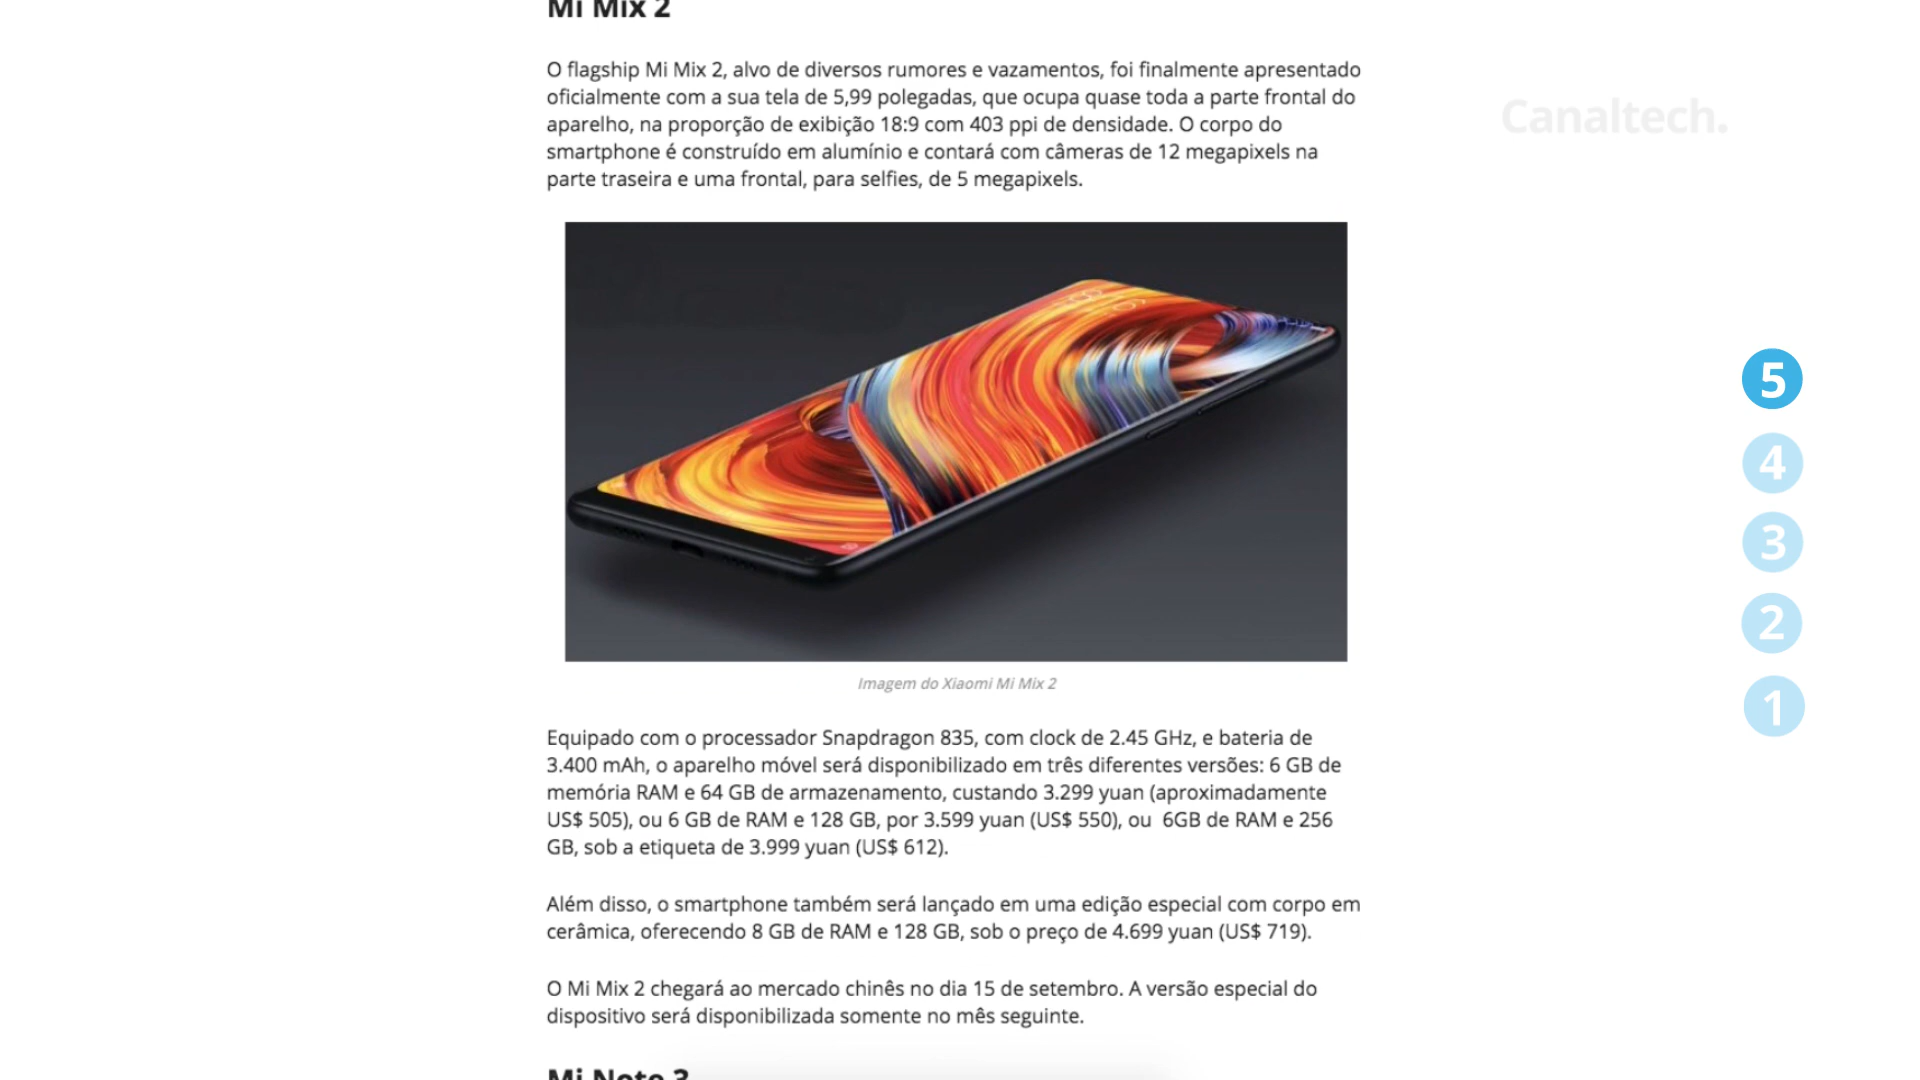 Mi Mix 2
O flagship Mi Mix 2, alvo de diversos rumores e vazamentos, foi finalmente apresentado
oficialmente com a sua tela de 5,99 polegadas, que ocupa quase toda a parte frontal do
aparelho, na proporção de exibição 18:9 com 403 ppi de densidade. O corpo do
smartphone é construído em alumínio e contará com câmeras de 12 megapixels na
parte traseira e uma frontal, para selfies, de 5 megapixels.
Canaltech.
Imagem do Xiaomi Mi Mix 2
5
4
3
2
1
Equipado com o processador Snapdragon 835, com clock de 2.45 GHz, e bateria de
3.400 mAh, o aparelho móvel será disponibilizado em três diferentes versões: 6 GB de
memória RAM e 64 GB de armazenamento, custando 3.299 yuan (aproximadamente
US$ 505), ou 6 GB de RAM e 128 GB, por 3.599 yuan (US$ 550), ou 6GB de RAM e 256
GB, sob a etiqueta de 3.999 yuan (US$ 612).
Além disso, o smartphone também será lançado em uma edição especial com corpo em
cerâmica, oferecendo 8 GB de RAM e 128 GB, sob o preço de 4.699 yuan (US$ 719).
O Mi Mix 2 chegará ao mercado chinês no dia 15 de setembro. A versão especial do
dispositivo será disponibilizada somente no mês seguinte.
Mi Note 3